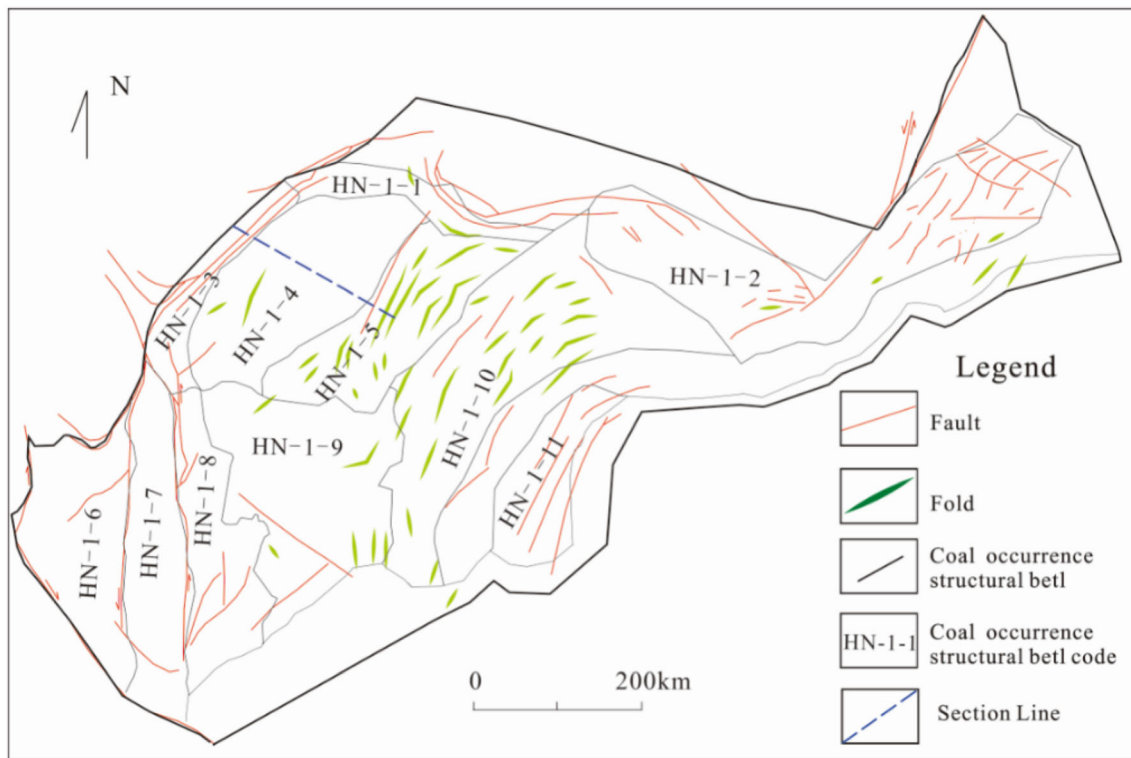 N
HN-1-1
HN-1-2
HN-1-3
HN-1-4
HN-1-5
HN-1-10
HN-1-9
HN-1-11
HN-1-8
HN-1-7
HN-1-6
0 200km
Legend
Fault
Fold
Coal occurrence
structural betl
HN-1-1
Coal occurrence
structural betl code
Section Line